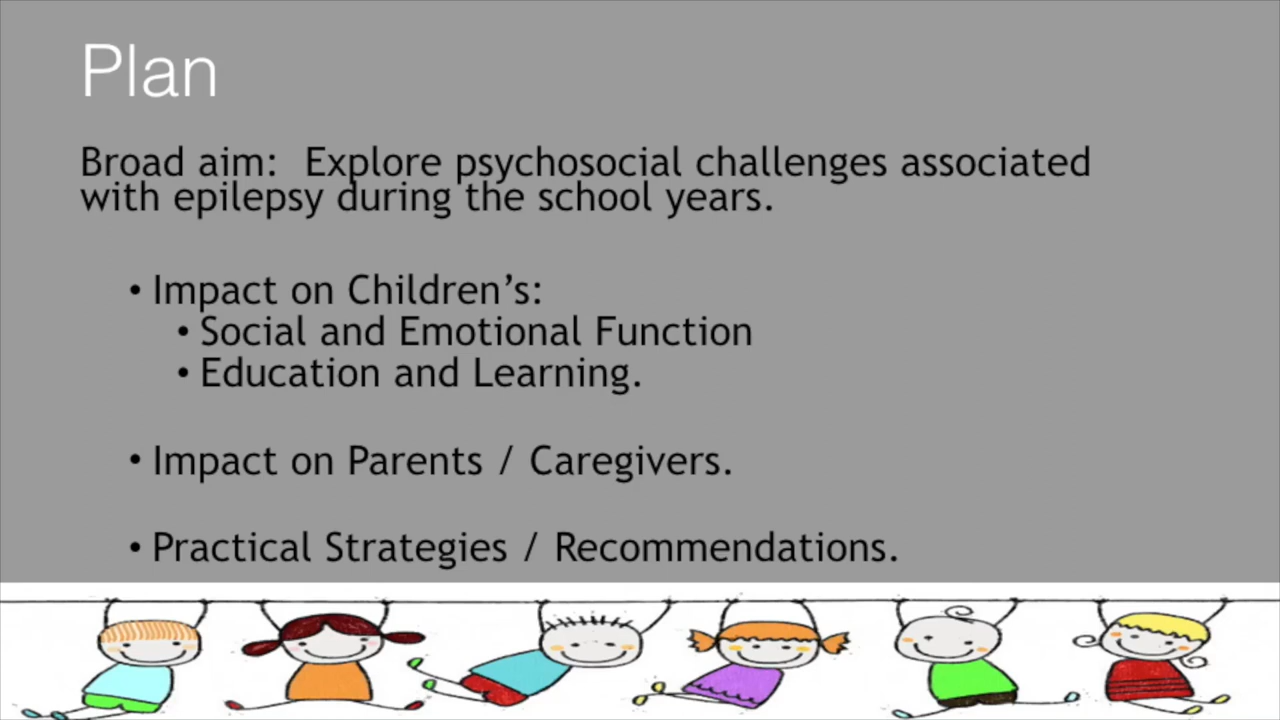 Plan
Broad aim:  Explore psychosocial challenges associated
with epilepsy during the school years.
• Impact on Children’s:
• Social and Emotional Function
• Education and Learning.
• Impact on Parents / Caregivers.
• Practical Strategies / Recommendations.